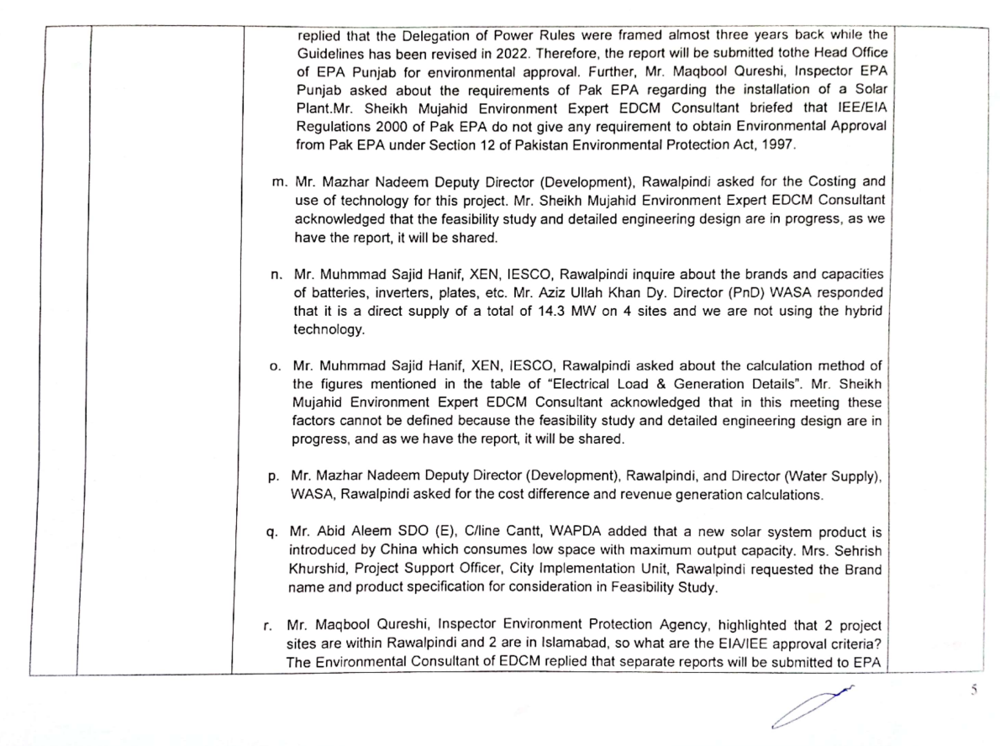 replied that the Delegation of Power Rules were framed almost three years back while the
Guidelines has been revised in 2022. Therefore, the report will be submitted tothe Head Office
of EPA Punjab for environmental approval. Further, Mr. Maqbool Qureshi, Inspector EPA
Punjab asked about the requirements of Pak EPA regarding the installation of a Solar
Plant.Mr. Sheikh Mujahid Environment Expert EDCM Consultant briefed that IEE/EIA
Regulations 2000 of Pak EPA do not give any requirement to obtain Environmental Approval
from Pak EPA under Section 12 of Pakistan Environmental Protection Act, 1997.
m. Mr. Mazhar Nadeem Deputy Director (Development), Rawalpindi asked for the Costing and
use of technology for this project. Mr. Sheikh Mujahid Environment Expert EDCM Consultant
acknowledged that the feasibility study and detailed engineering design are in progress, as we
have the report, it will be shared.
n. Mr. Muhmmad Sajid Hanif, XEN, IESCO, Rawalpindi inquire about the brands and capacities
of batteries, inverters, plates, etc. Mr. Aziz Ullah Khan Dy. Director (PnD) WASA responded
that it is a direct supply of a total of 14.3 MW on 4 sites and we are not using the hybrid
technology.
o. Mr. Muhmmad Sajid Hanif, XEN, IESCO, Rawalpindi asked about the calculation method of
the figures mentioned in the table of “Electrical Load & Generation Details”. Mr. Sheikh
Mujahid Environment Expert EDCM Consultant acknowledged that in this meeting these
factors cannot be defined because the feasibility study and detailed engineering design are in
progress, and as we have the report, it will be shared.
p. Mr. Mazhar Nadeem Deputy Director (Development), Rawalpindi, and Director (Water Supply),
WASA, Rawalpindi asked for the cost difference and revenue generation calculations.
q. Mr. Abid Aleem SDO (E), C/line Cantt, WAPDA added that a new solar system product is
introduced by China which consumes low space with maximum output capacity. Mrs. Sehrish
Khurshid, Project Support Officer, City Implementation Unit, Rawalpindi requested the Brand
name and product specification for consideration in Feasibility Study.
r. Mr. Maqbool Qureshi, Inspector Environment Protection Agency, highlighted that 2 project
sites are within Rawalpindi and 2 are in Islamabad, so what are the EIA/IEE approval criteria?
The Environmental Consultant of EDCM replied that separate reports will be submitted to EPA
5